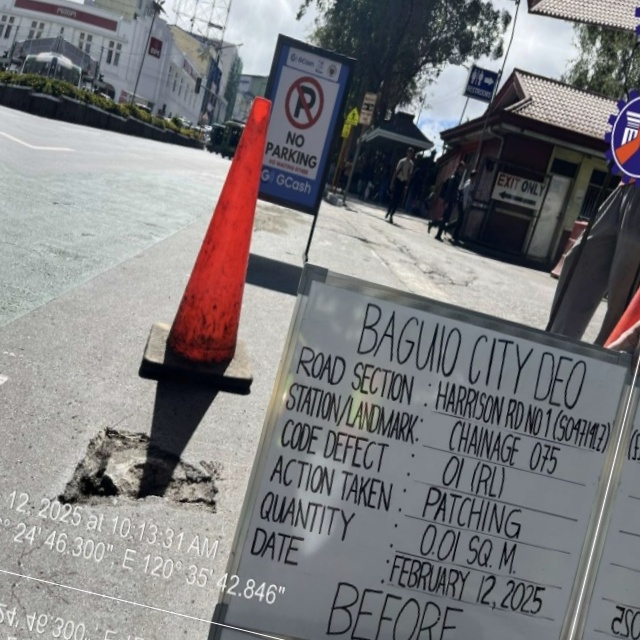 NO
PARKING
GCash
RESTROOMS
EXIT ONLY
BAGUIO CITY DEO
ROAD SECTION : HARRISON RD NO 1 (S04741LZ)
STATION/LANDMARK: CHAINAGE 075
CODE DEFECT : 01 (RL)
ACTION TAKEN : PATCHING
QUANTITY : 0.01 SQ. M.
DATE : FEBRUARY 12, 2025
BEFORE
12, 2025 at 10:13:31 AM
24' 46.300" E 120° 35' 42.846"